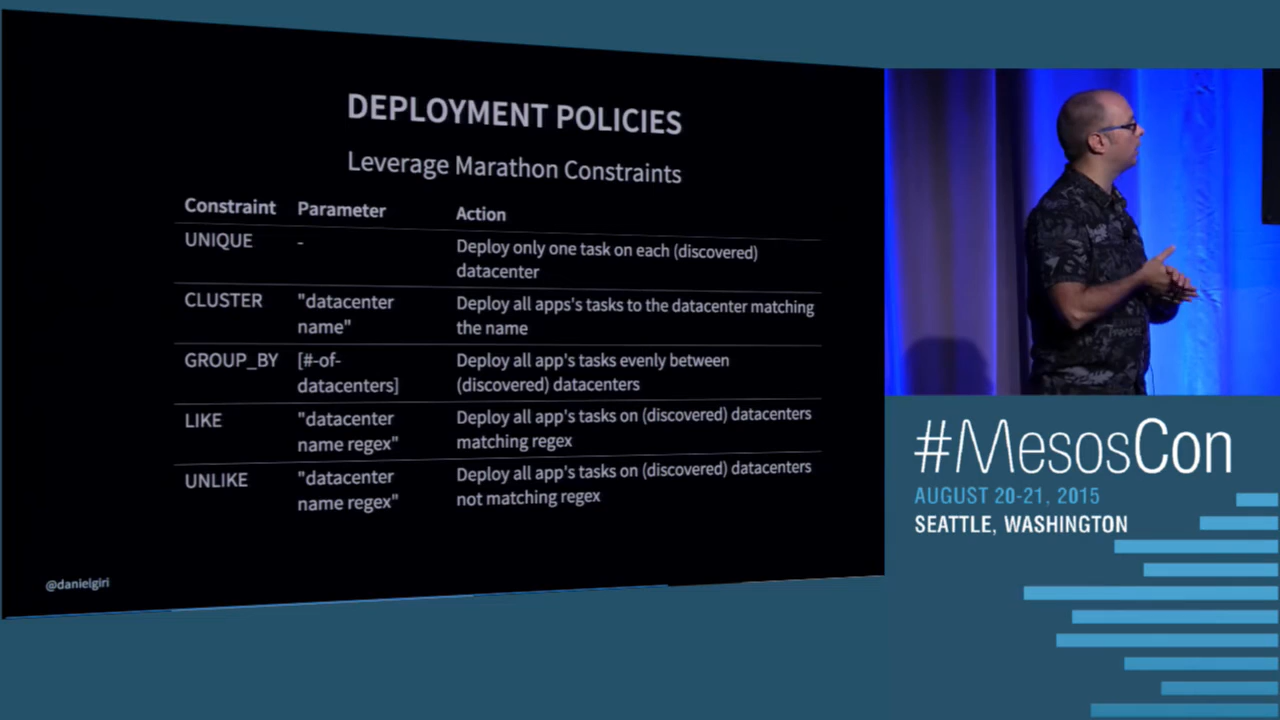 DEPLOYMENT POLICIES
Leverage Marathon Constraints
Constraint Parameter Action
UNIQUE - Deploy only one task on each (discovered)
datacenter
CLUSTER "datacenter Deploy all apps's tasks to the datacenter matching
name" the name
GROUP_BY [#-of- Deploy all app's tasks evenly between
datacenters] (discovered) datacenters
LIKE "datacenter Deploy all app's tasks on (discovered) datacenters
name regex" matching regex
UNLIKE "datacenter Deploy all app's tasks on (discovered) datacenters
name regex" not matching regex
@danielgiri
#MesosCon
AUGUST 20-21, 2015
SEATTLE, WASHINGTON